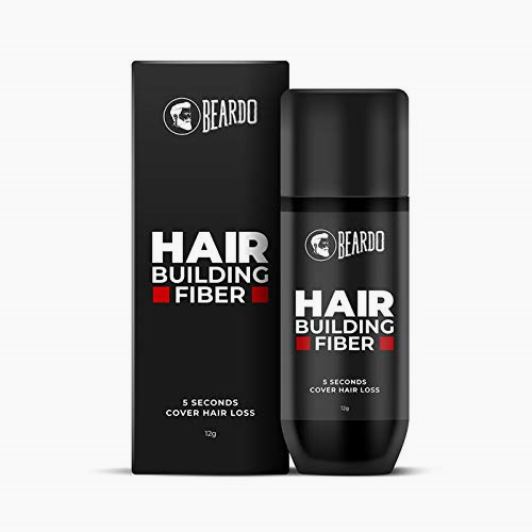 BEARDO
HAIR
BUILDING
FIBER
5 SECONDS
COVER HAIR LOSS
12g
BEARDO
HAIR
BUILDING
FIBER
5 SECONDS
COVER HAIR LOSS
12g